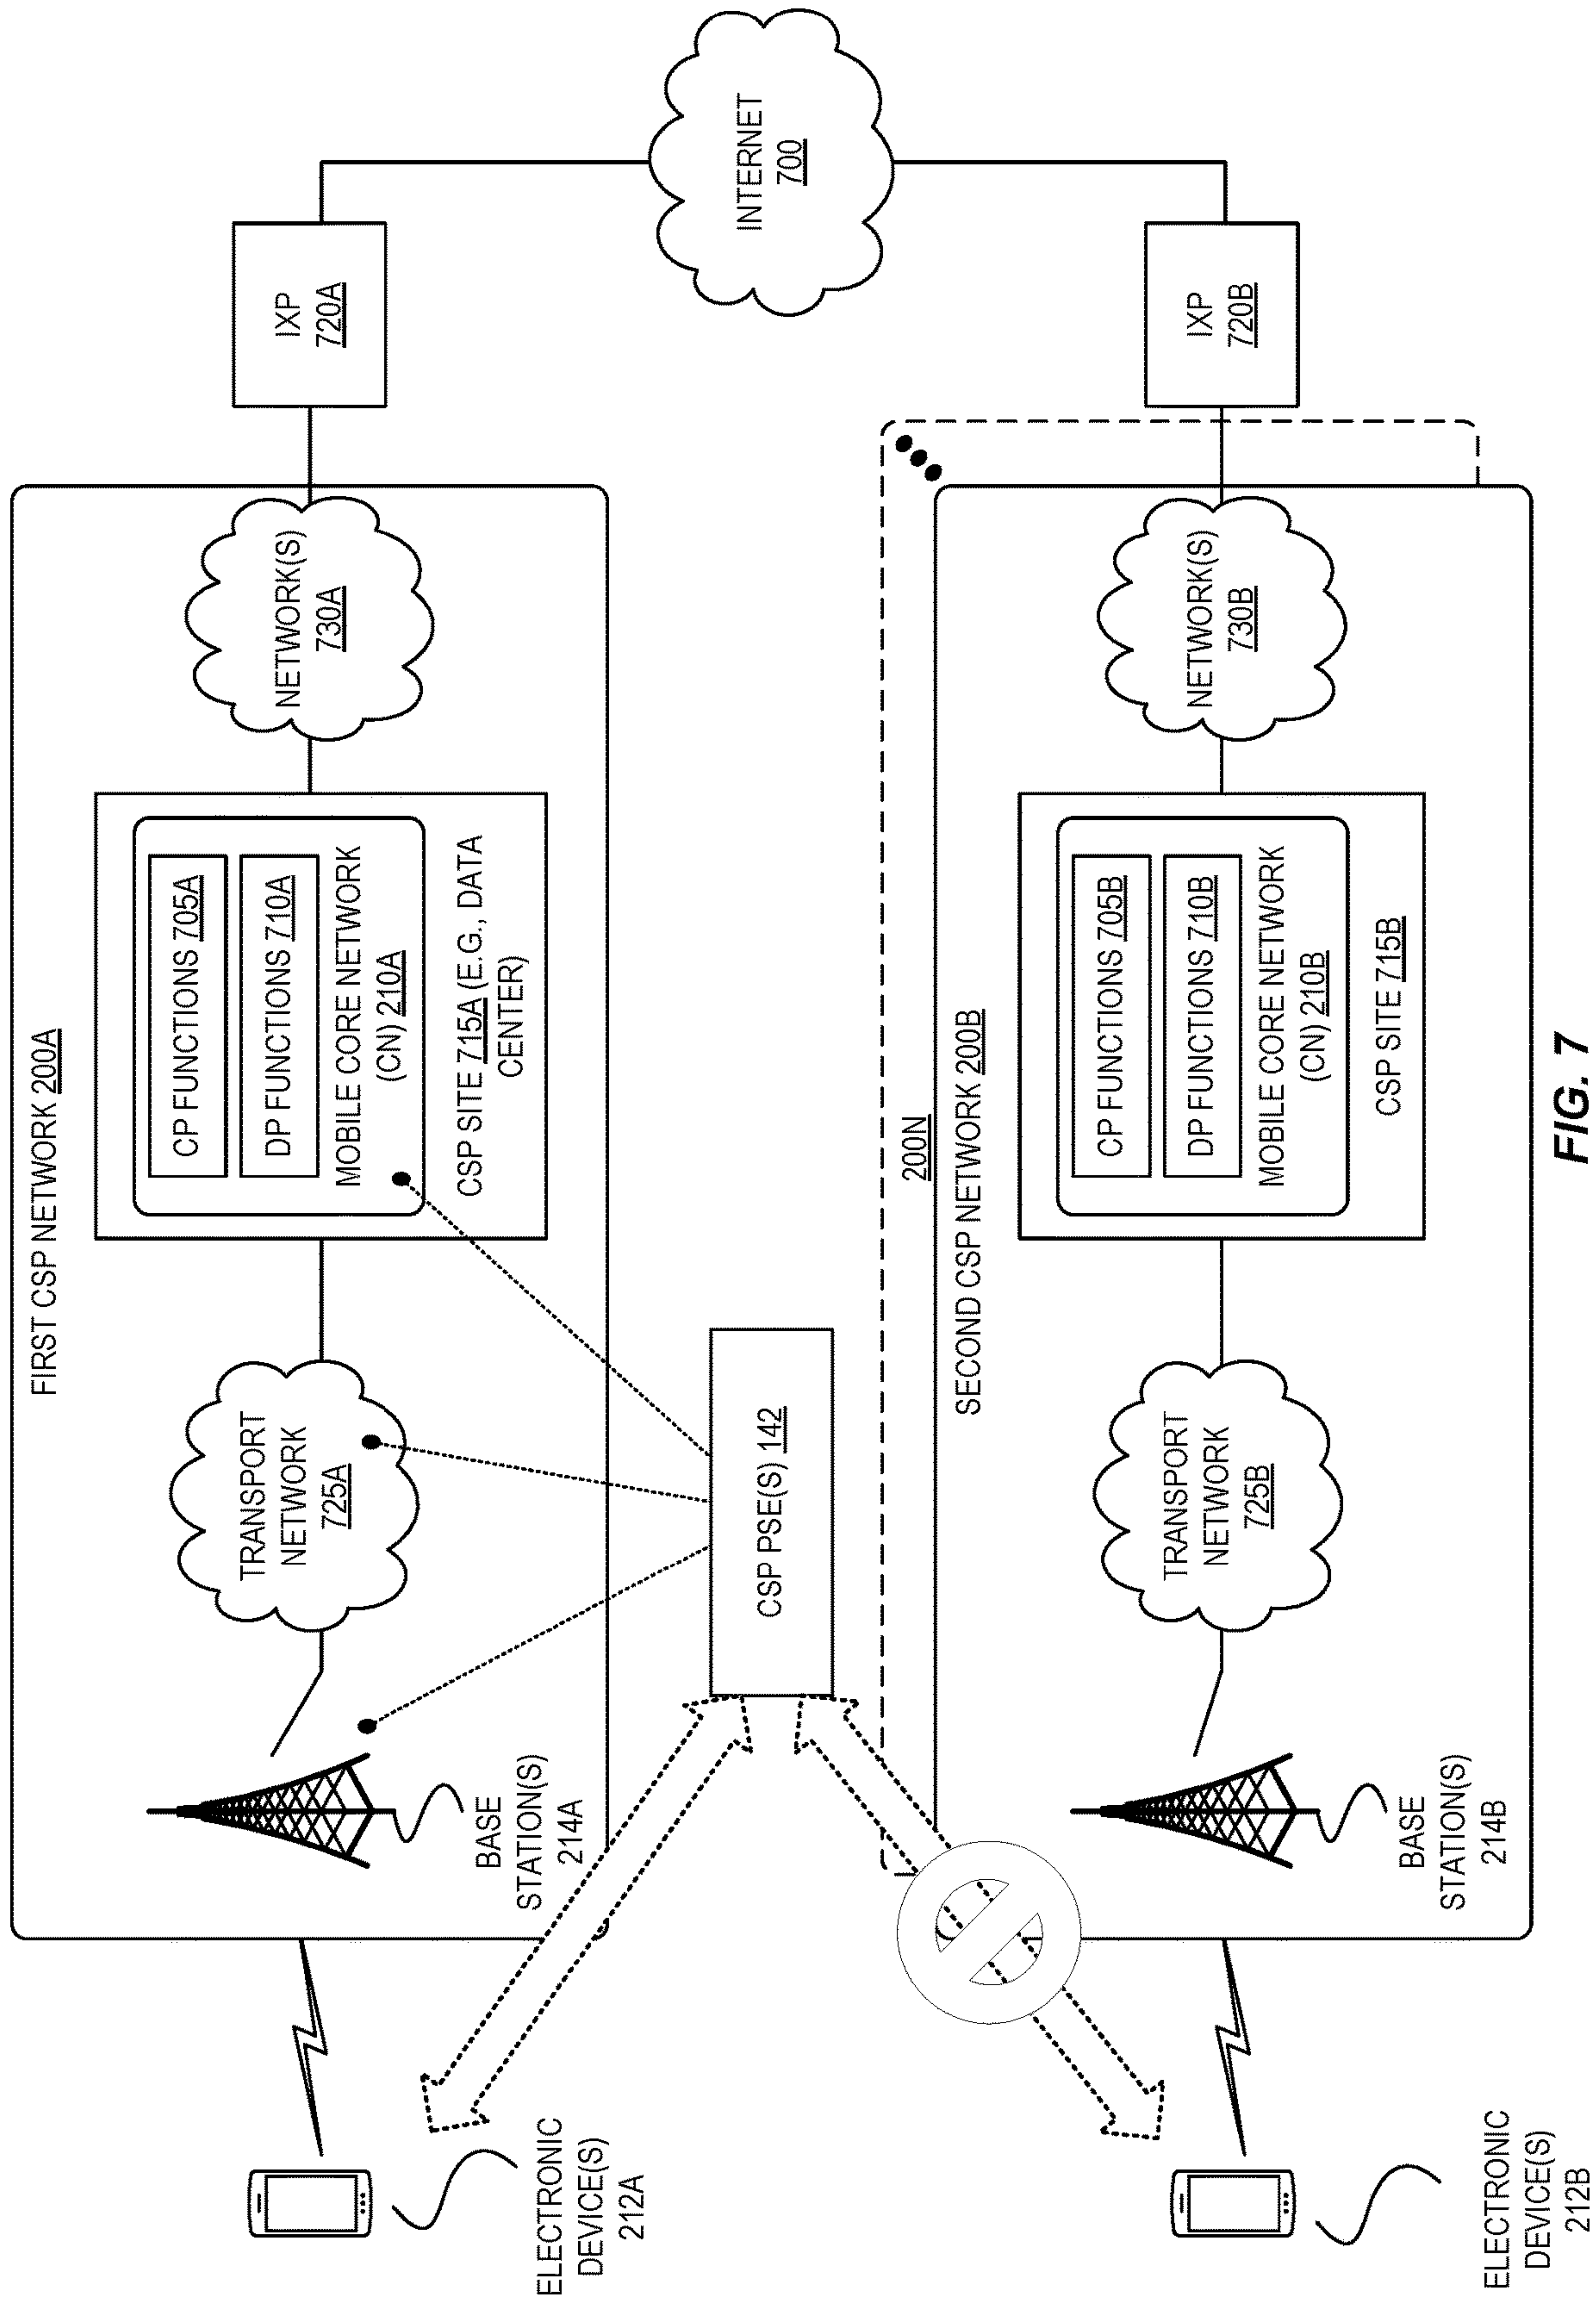 FIRST CSP NETWORK 200A
ELECTRONIC
DEVICE(S)
212A
BASE
STATION(S)
214A
TRANSPORT
NETWORK
725A
CP FUNCTIONS 705A
DP FUNCTIONS 710A
MOBILE CORE NETWORK
(CN) 210A
CSP SITE 715A (E.G., DATA
CENTER)
NETWORK(S)
730A
IXP
720A
CSP PSE(S) 142
INTERNET
700
200N
SECOND CSP NETWORK 200B
ELECTRONIC
DEVICE(S)
212B
BASE
STATION(S)
214B
TRANSPORT
NETWORK
725B
CP FUNCTIONS 705B
DP FUNCTIONS 710B
MOBILE CORE NETWORK
(CN) 210B
CSP SITE 715B
NETWORK(S)
730B
IXP
720B
FIG. 7